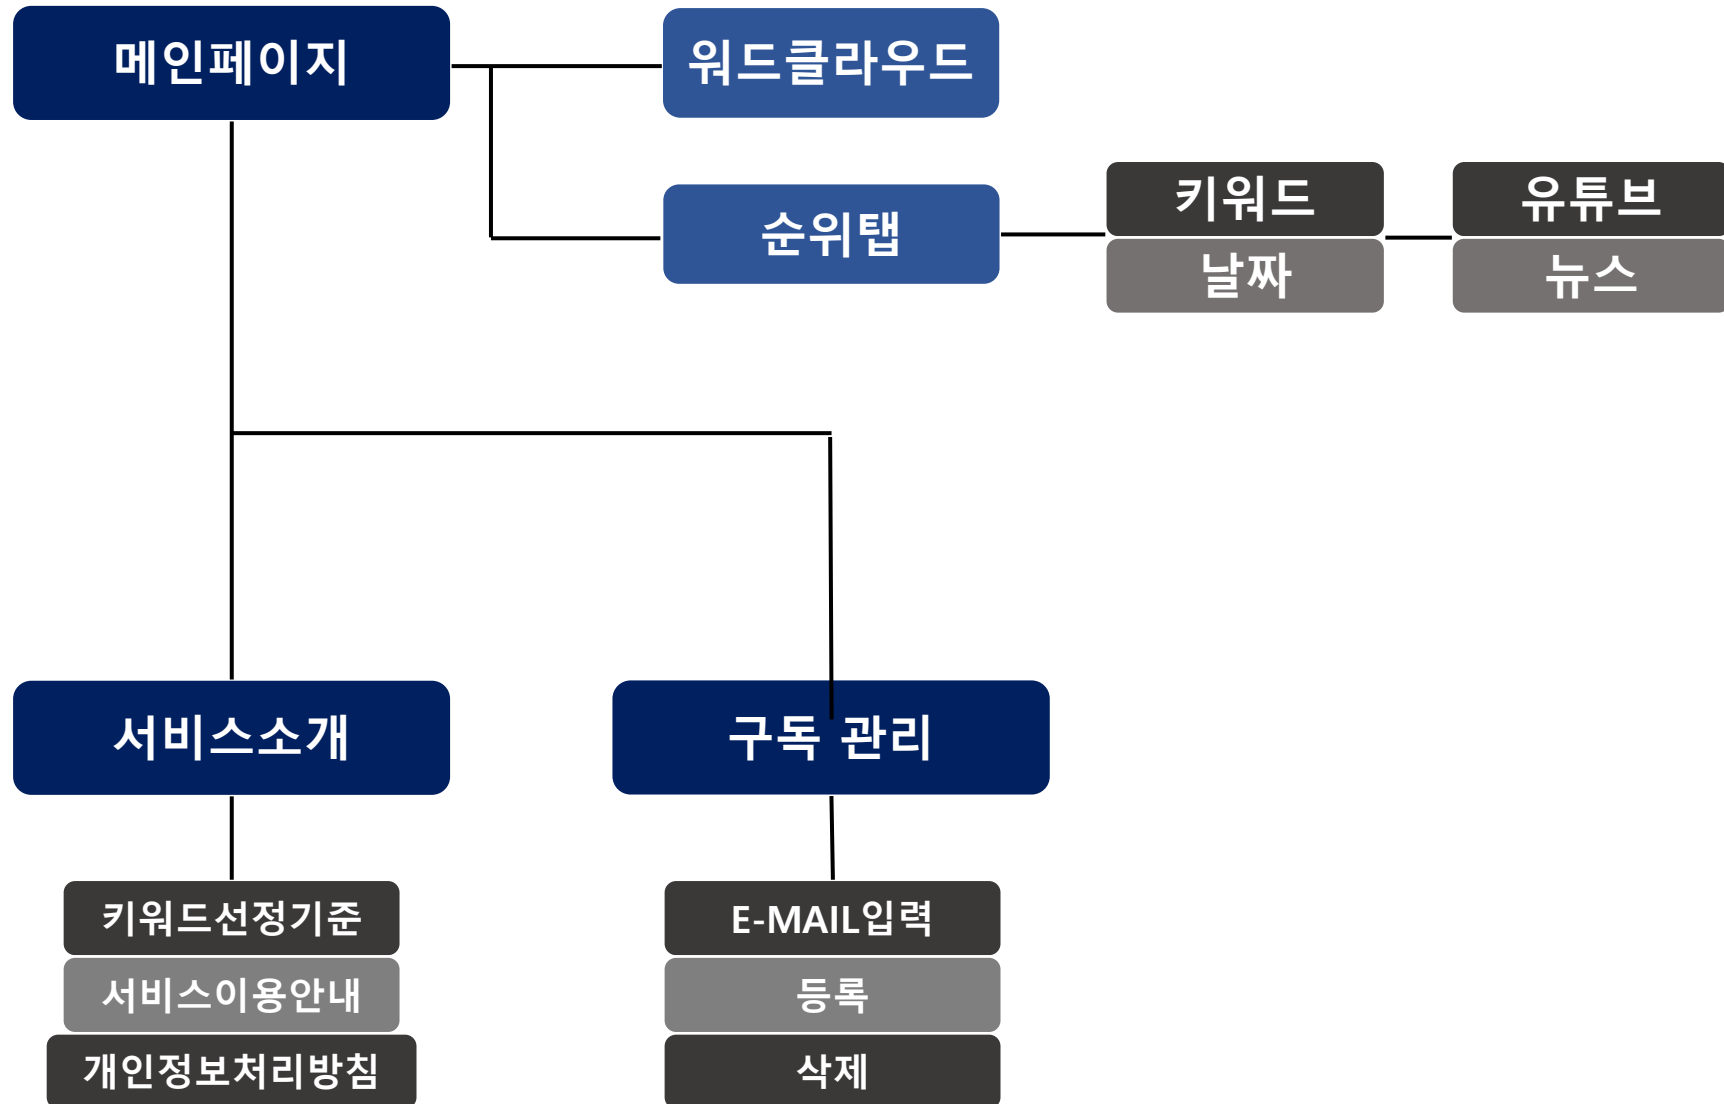 메인페이지
워드클라우드
순위탭
키워드
날짜
유튜브
뉴스
서비스소개
구독 관리
키워드선정기준
서비스이용안내
개인정보처리방침
E-MAIL입력
등록
삭제